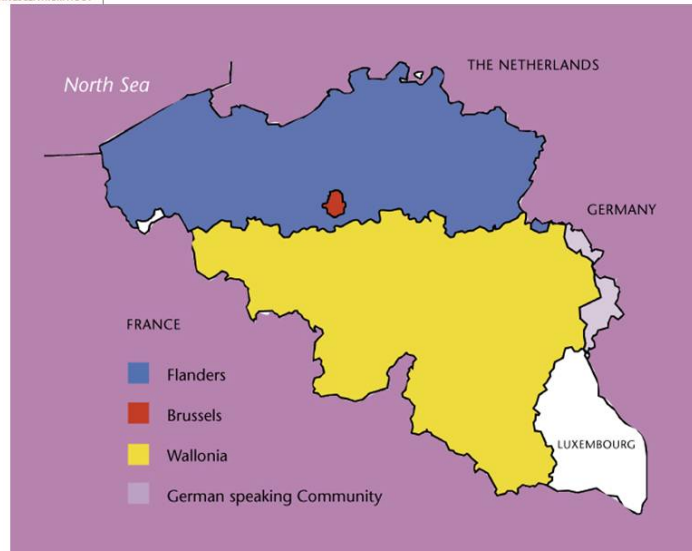 North Sea
THE NETHERLANDS
GERMANY
FRANCE
Flanders
Brussels
Wallonia
LUXEMBOURG
German speaking Community